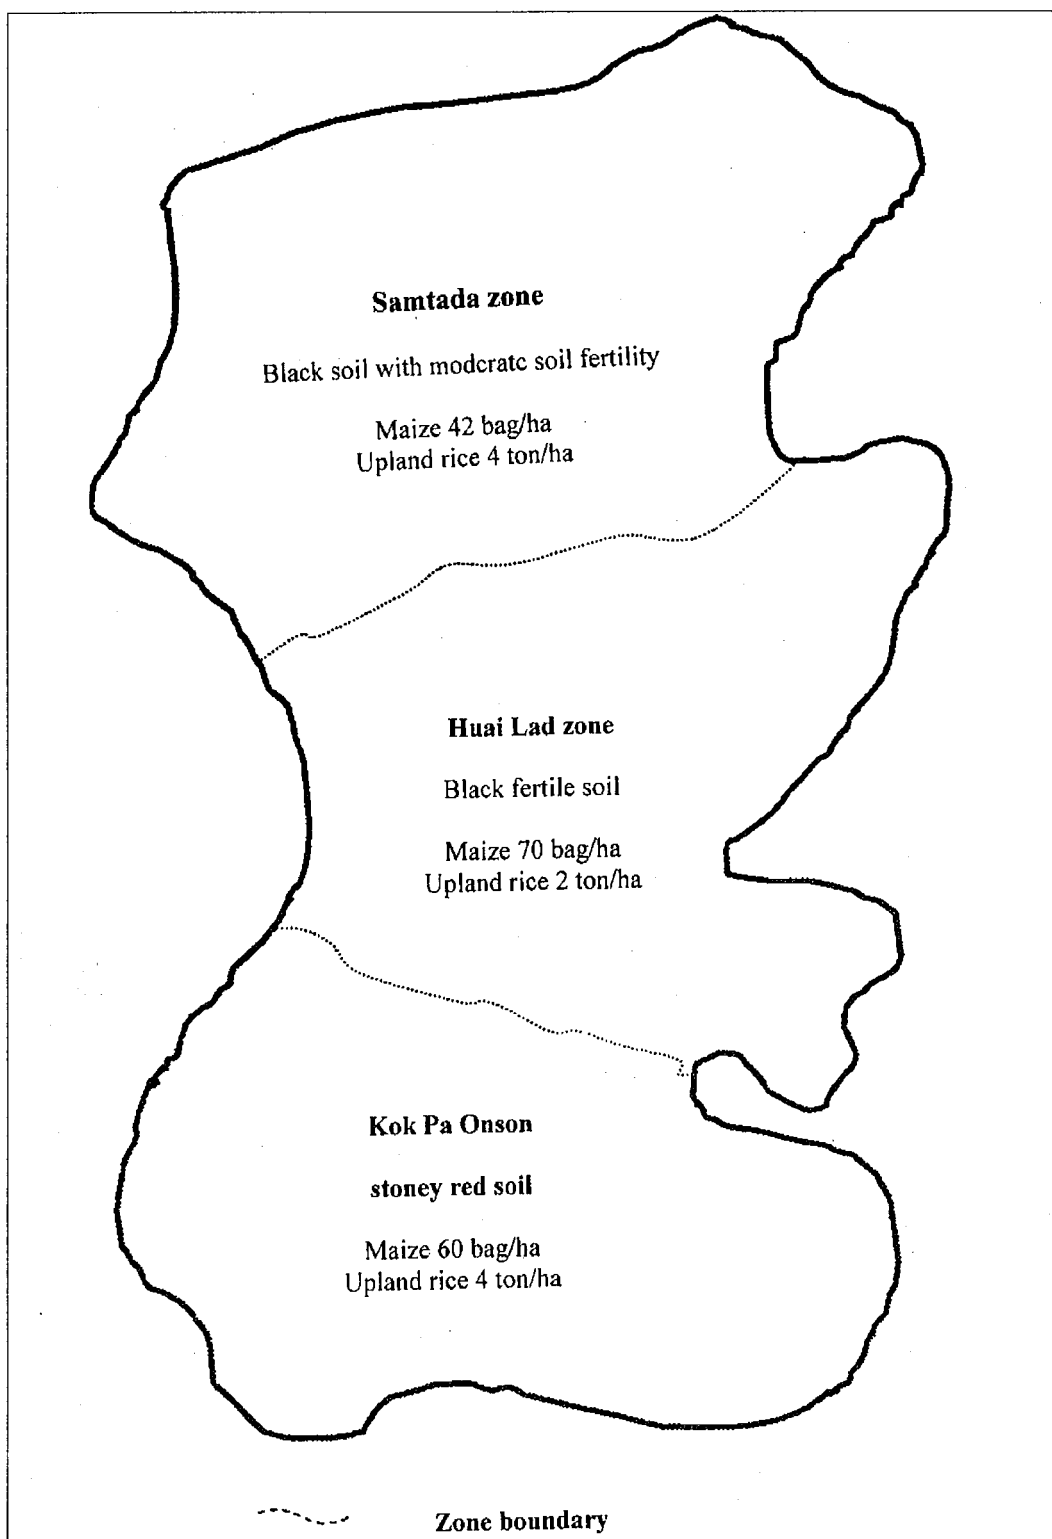 Samtada zone
Black soil with moderate soil fertility
Maize 42 bag/ha
Upland rice 4 ton/ha
Huai Lad zone
Black fertile soil
Maize 70 bag/ha
Upland rice 2 ton/ha
Kok Pa Onson
stoney red soil
Maize 60 bag/ha
Upland rice 4 ton/ha
Zone boundary